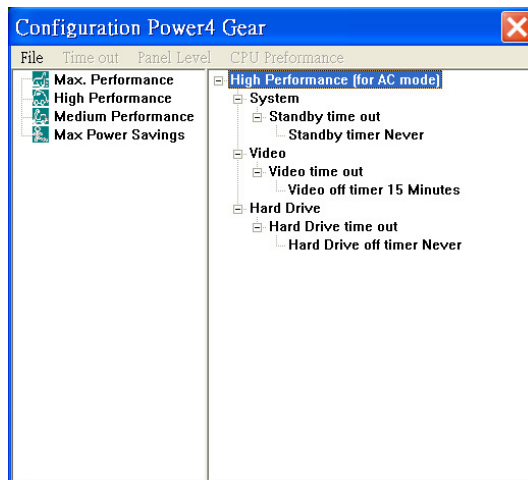 Configuration Power4 Gear
File Time out Panel Level CPU Preformance
Max. Performance
High Performance
Medium Performance
Max Power Savings
High Performance (for AC mode)
System
Standby time out
Standby timer Never
Video
Video time out
Video off timer 15 Minutes
Hard Drive
Hard Drive time out
Hard Drive off timer Never